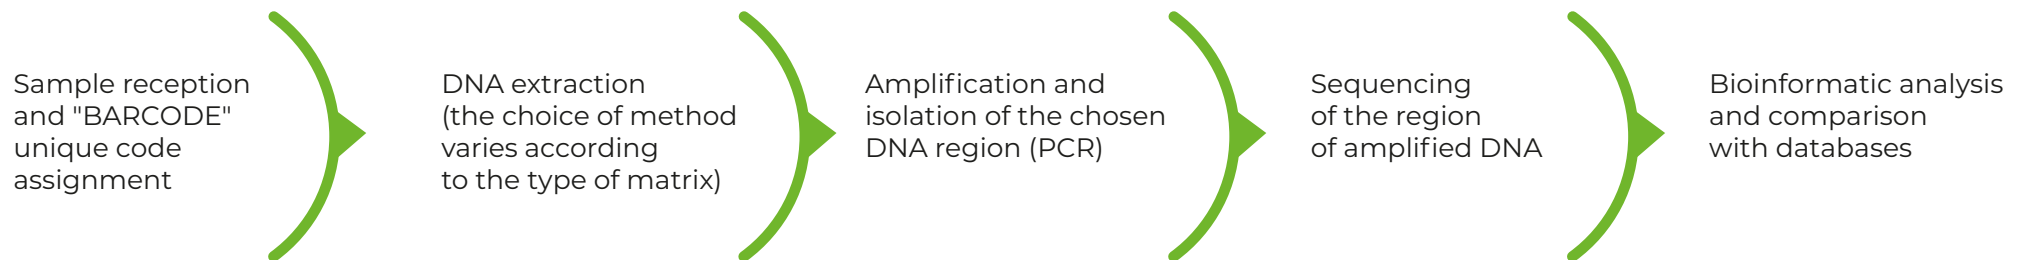 Sample reception
and "BARCODE"
unique code
assignment
DNA extraction
(the choice of method
varies according
to the type of matrix)
Amplification and
isolation of the chosen
DNA region (PCR)
Sequencing
of the region
of amplified DNA
Bioinformatic analysis
and comparison
with databases